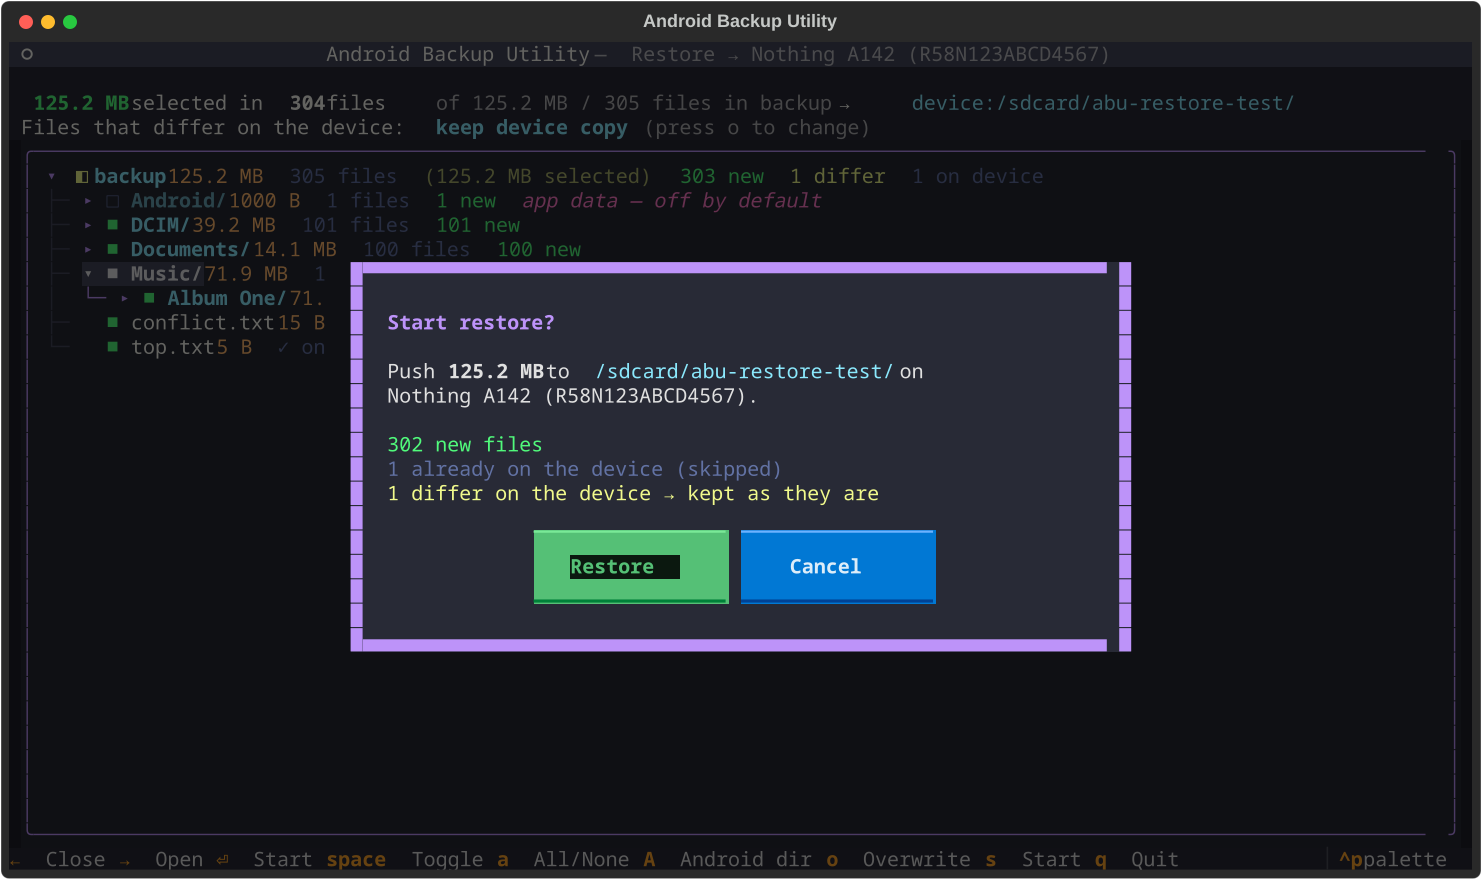 Android Backup Utility
Android Backup Utility — Restore → Nothing A142 (R58N123ABCD4567)
125.2 MB selected in 304 files of 125.2 MB / 305 files in backup → device:/sdcard/abu-restore-test/
Files that differ on the device: keep device copy (press o to change)
▾ ◧ backup 125.2 MB 305 files (125.2 MB selected) 303 new 1 differ 1 on device
▸ □ Android/ 1000 B 1 files 1 new app data — off by default
▸ ■ DCIM/ 39.2 MB 101 files 101 new
▸ ■ Documents/ 14.1 MB 100 files 100 new
▾ ■ Music/ 71.9 MB 1
▸ ■ Album One/ 71.
■ conflict.txt 15 B
■ top.txt 5 B ✓ on
Start restore?
Push 125.2 MB to /sdcard/abu-restore-test/ on
Nothing A142 (R58N123ABCD4567).
302 new files
1 already on the device (skipped)
1 differ on the device → kept as they are
Restore Cancel
← Close → Open ⏎ Start space Toggle a All/None A Android dir o Overwrite s Start q Quit ^p palette